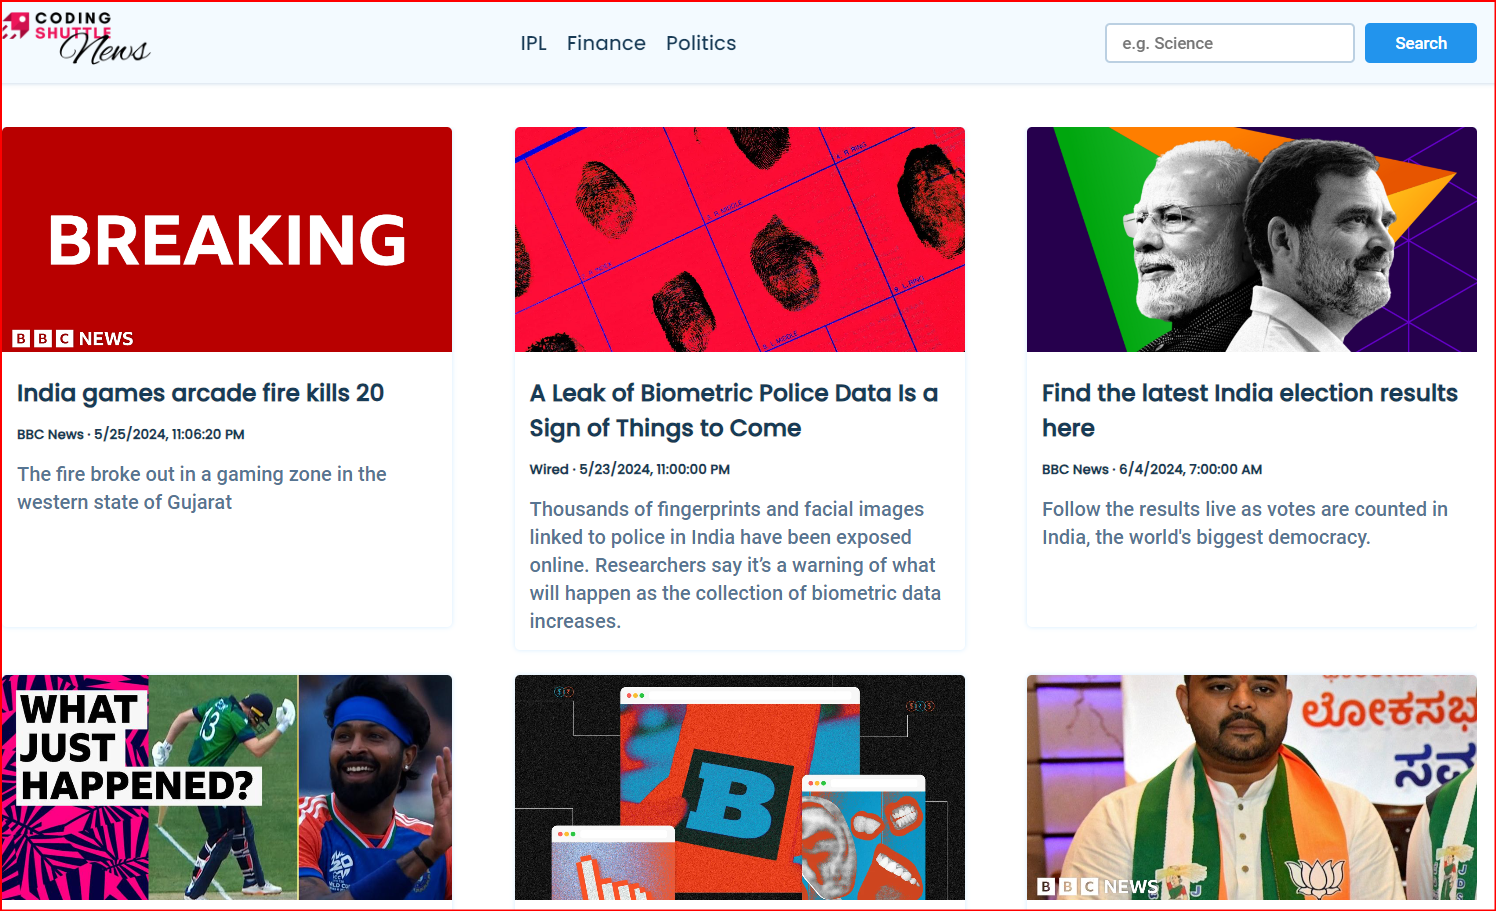 CODING
SHUTTLE
News
IPL Finance Politics
e.g. Science
Search
BREAKING
BBC NEWS
India games arcade fire kills 20
BBC News · 5/25/2024, 11:06:20 PM
The fire broke out in a gaming zone in the
western state of Gujarat
A Leak of Biometric Police Data Is a
Sign of Things to Come
Wired · 5/23/2024, 11:00:00 PM
Thousands of fingerprints and facial images
linked to police in India have been exposed
online. Researchers say it’s a warning of what
will happen as the collection of biometric data
increases.
Find the latest India election results
here
BBC News · 6/4/2024, 7:00:00 AM
Follow the results live as votes are counted in
India, the world's biggest democracy.
WHAT
JUST
HAPPENED?
13
B
ಲೋಕಸಭ
ಸವ
BBC NEWS